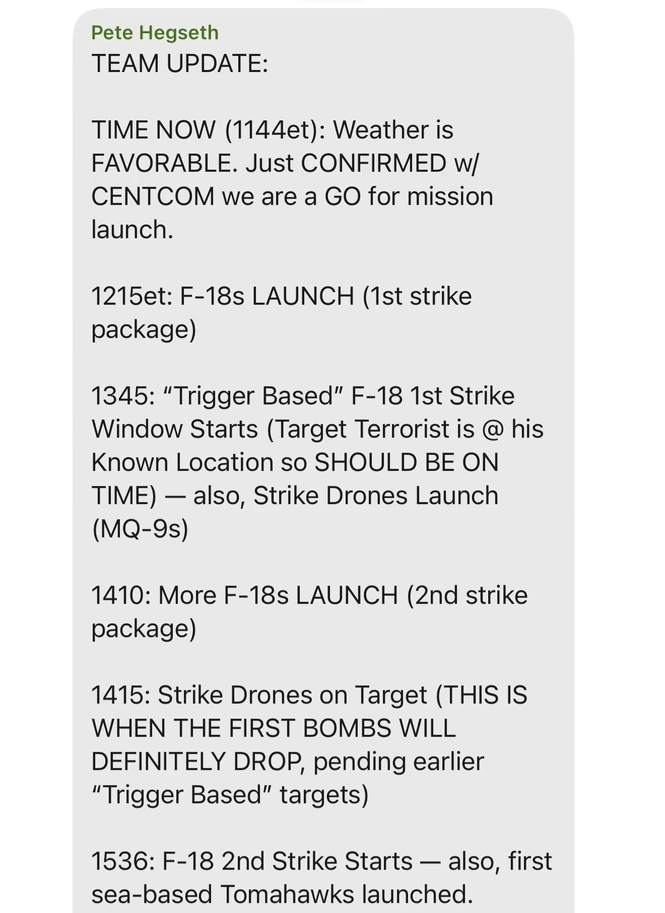 Pete Hegseth
TEAM UPDATE:
TIME NOW (1144et): Weather is
FAVORABLE. Just CONFIRMED w/
CENTCOM we are a GO for mission
launch.
1215et: F-18s LAUNCH (1st strike
package)
1345: “Trigger Based” F-18 1st Strike
Window Starts (Target Terrorist is @ his
Known Location so SHOULD BE ON
TIME) — also, Strike Drones Launch
(MQ-9s)
1410: More F-18s LAUNCH (2nd strike
package)
1415: Strike Drones on Target (THIS IS
WHEN THE FIRST BOMBS WILL
DEFINITELY DROP, pending earlier
“Trigger Based” targets)
1536: F-18 2nd Strike Starts — also, first
sea-based Tomahawks launched.